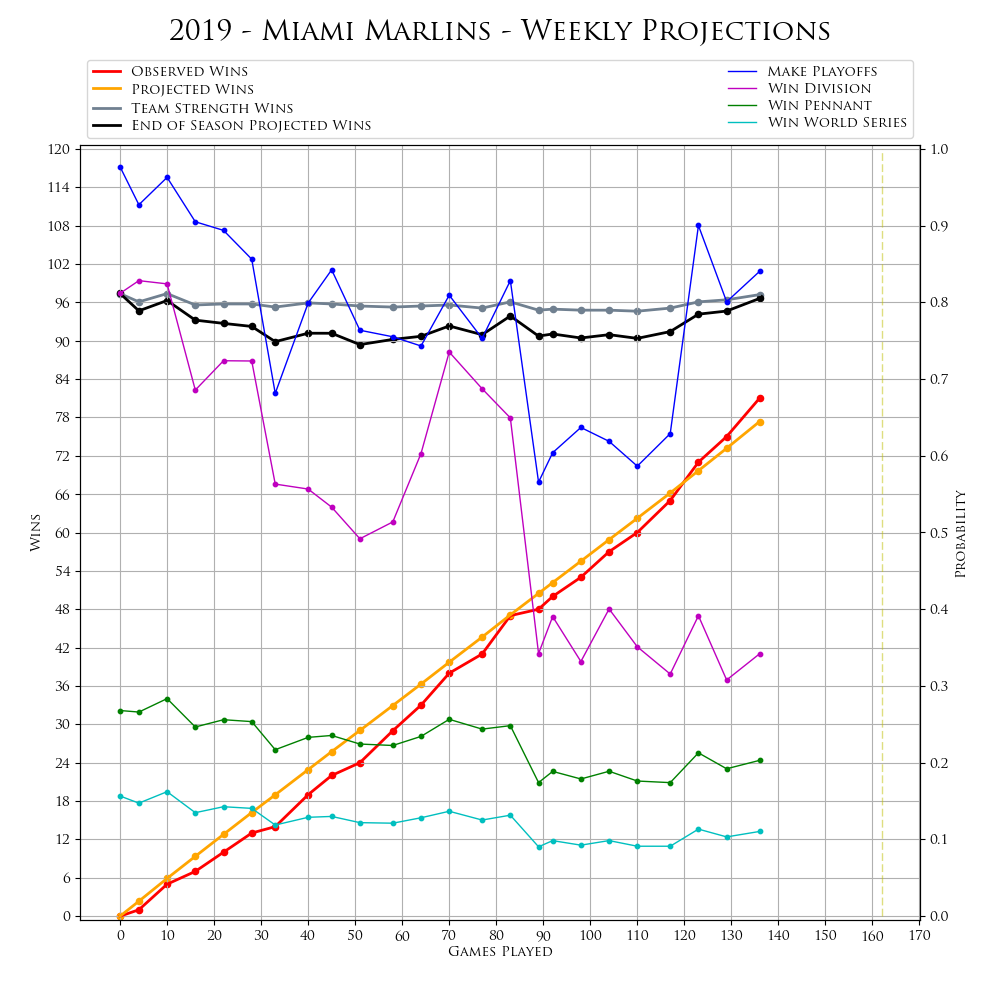 2019 - Miami Marlins - Weekly Projections
Observed Wins
Projected Wins
Team Strength Wins
End of Season Projected Wins
Make Playoffs
Win Division
Win Pennant
Win World Series
120
114
108
102
96
90
84
78
72
66
60
54
48
42
36
30
24
18
12
6
0
Wins
1.0
0.9
0.8
0.7
0.6
0.5
0.4
0.3
0.2
0.1
0.0
Probability
0 10 20 30 40 50 60 70 80 90 100 110 120 130 140 150 160 170
Games Played